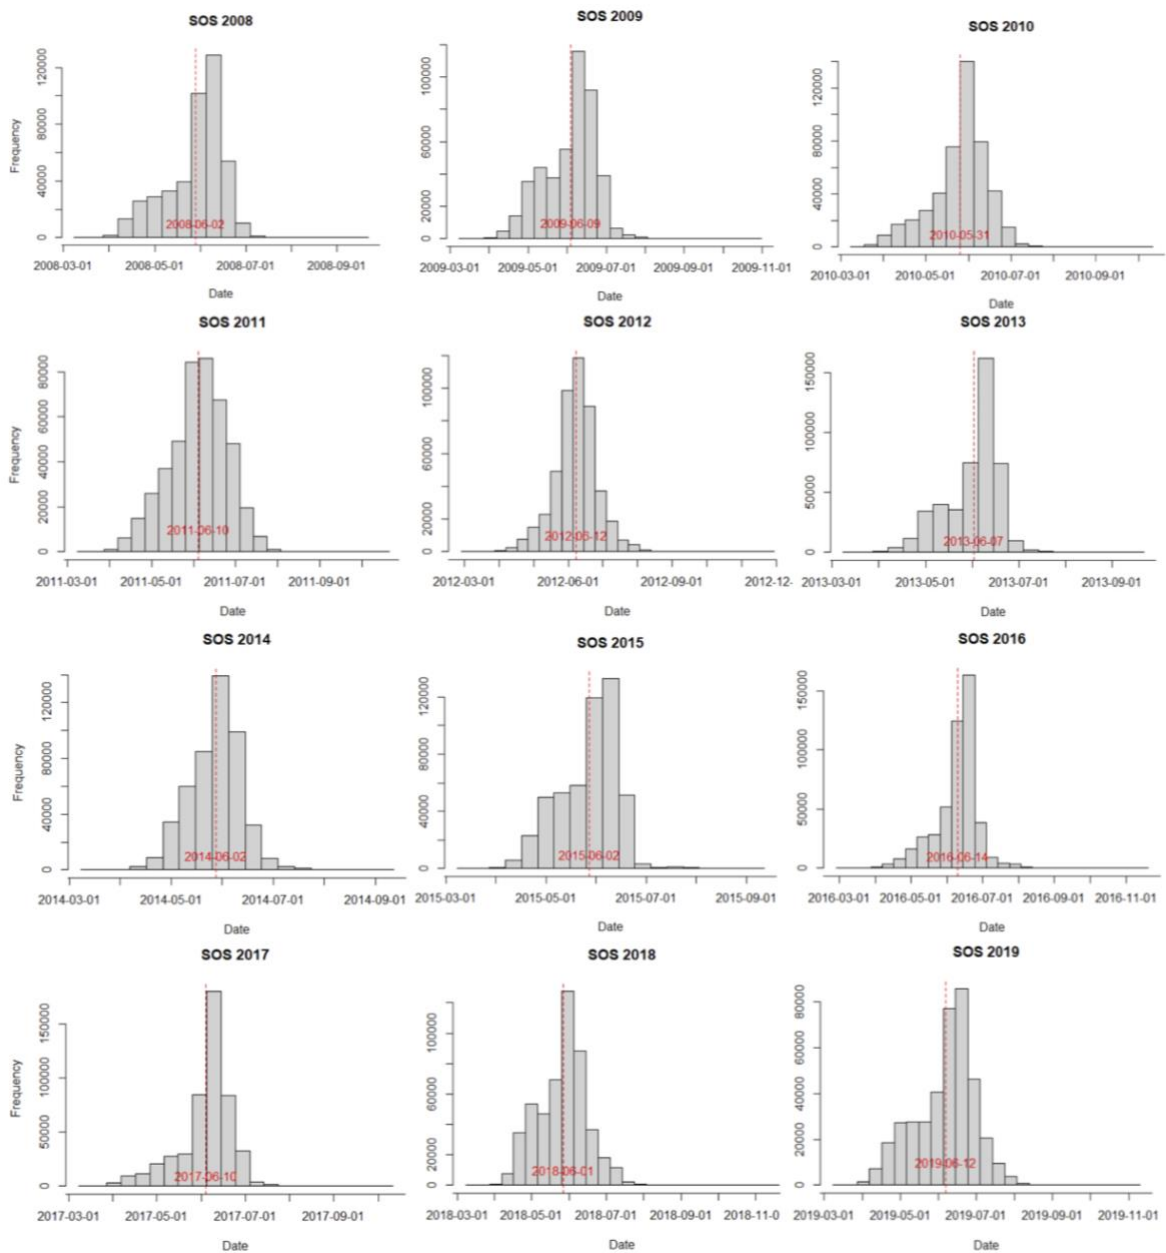 SOS 2008
Frequency
0 40000 80000 120000
2008-06-02
2008-03-01 2008-05-01 2008-07-01 2008-09-01
Date
SOS 2009
0 20000 60000 100000
2009-06-09
2009-03-01 2009-05-01 2009-07-01 2009-09-01 2009-11-01
Date
SOS 2010
0 40000 80000 120000
2010-05-31
2010-03-01 2010-05-01 2010-07-01 2010-09-01
Date
SOS 2011
Frequency
0 20000 40000 60000 80000
2011-06-10
2011-03-01 2011-05-01 2011-07-01 2011-09-01
Date
SOS 2012
0 20000 60000 100000
2012-06-12
2012-03-01 2012-06-01 2012-09-01 2012-12-
Date
SOS 2013
0 50000 100000 150000
2013-06-07
2013-03-01 2013-05-01 2013-07-01 2013-09-01
Date
SOS 2014
Frequency
0 40000 80000 120000
2014-06-02
2014-03-01 2014-05-01 2014-07-01 2014-09-01
Date
SOS 2015
0 40000 80000 120000
2015-06-02
2015-03-01 2015-05-01 2015-07-01 2015-09-01
Date
SOS 2016
0 50000 100000 150000
2016-06-14
2016-03-01 2016-05-01 2016-07-01 2016-09-01 2016-11-01
Date
SOS 2017
Frequency
0 50000 100000 150000
2017-06-10
2017-03-01 2017-05-01 2017-07-01 2017-09-01
Date
SOS 2018
0 20000 60000 100000
2018-06-01
2018-03-01 2018-05-01 2018-07-01 2018-09-01 2018-11-0
Date
SOS 2019
0 20000 40000 60000 80000
2019-06-12
2019-03-01 2019-05-01 2019-07-01 2019-09-01 2019-11-01
Date